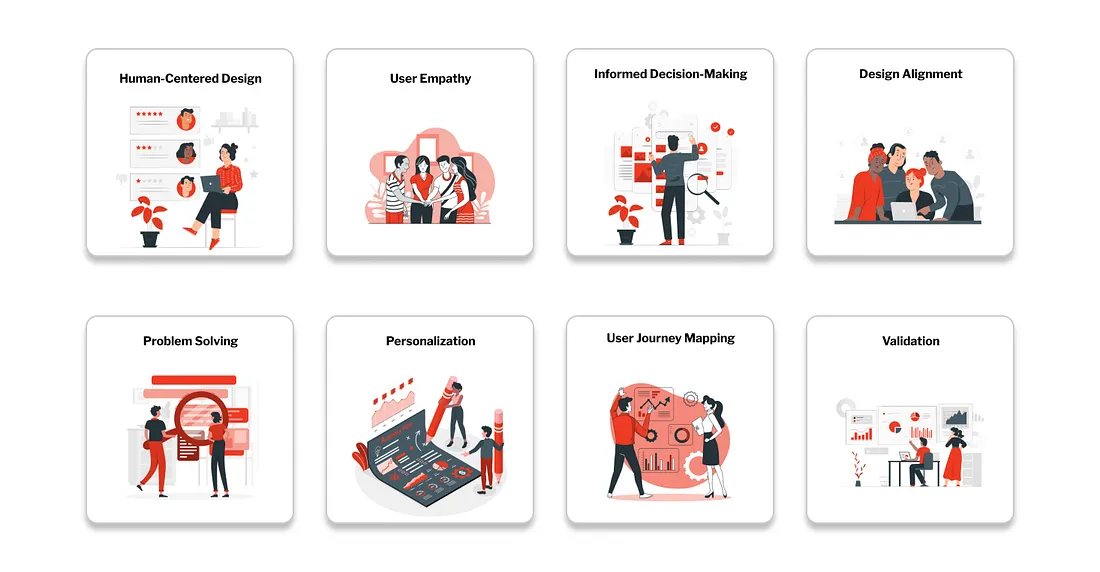 Human-Centered Design
User Empathy
Informed Decision-Making
Design Alignment
Problem Solving
Personalization
User Journey Mapping
Validation